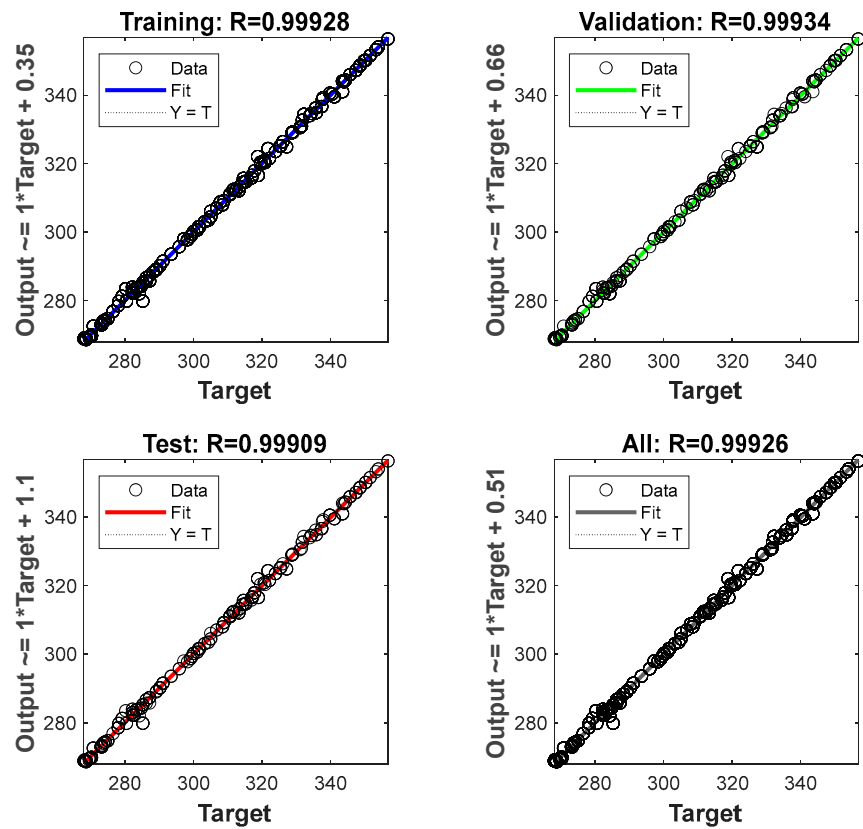 Training: R=0.99928
Output ~= 1*Target + 0.35
Data
Fit
Y = T
340
320
300
280
280 300 320 340
Target
Validation: R=0.99934
Output ~= 1*Target + 0.66
Data
Fit
Y = T
340
320
300
280
280 300 320 340
Target
Test: R=0.99909
Output ~= 1*Target + 1.1
Data
Fit
Y = T
340
320
300
280
280 300 320 340
Target
All: R=0.99926
Output ~= 1*Target + 0.51
Data
Fit
Y = T
340
320
300
280
280 300 320 340
Target